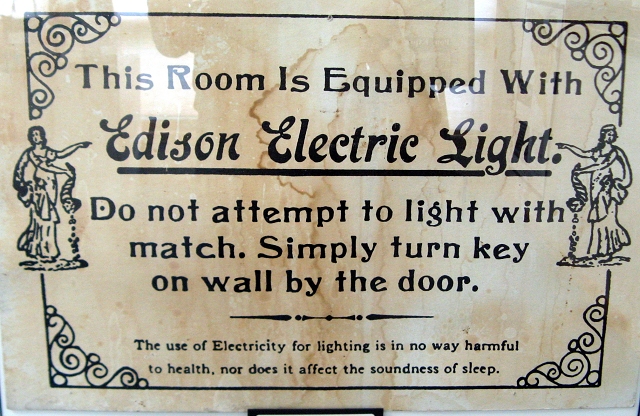 This Room Is Equipped With
Edison Electric Light.
Do not attempt to light with
match. Simply turn key
on wall by the door.
The use of Electricity for lighting is in no way harmful
to health, nor does it affect the soundness of sleep.